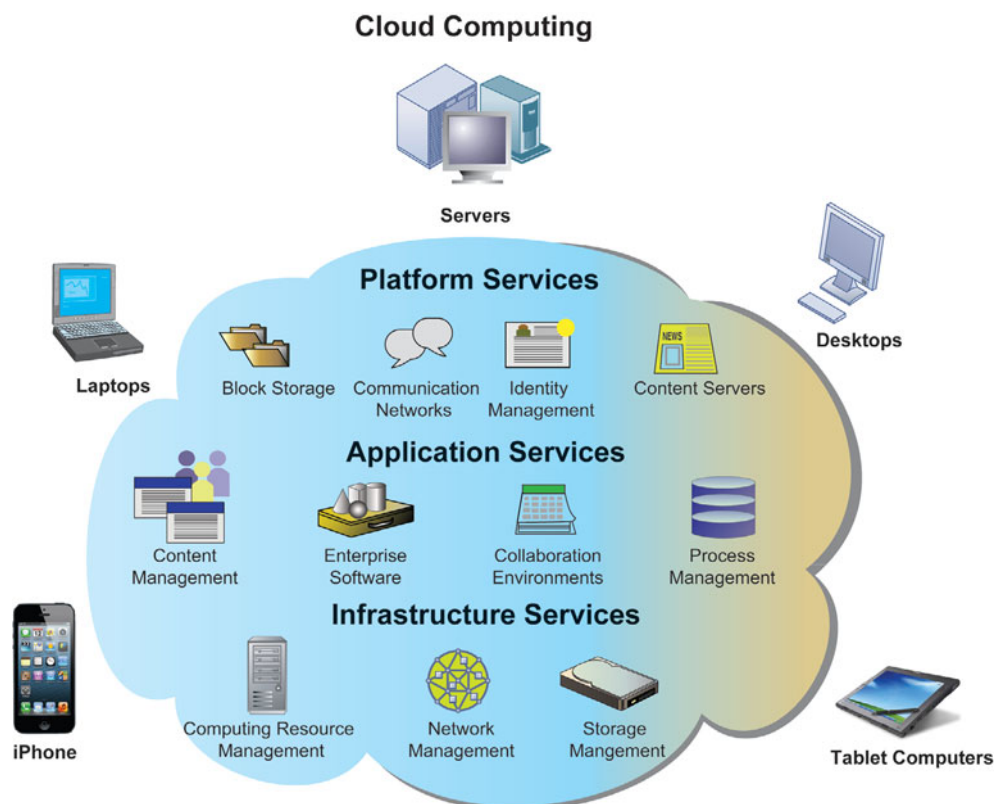 Cloud Computing
Servers
Platform Services
Laptops
Desktops
NEWS
Block Storage
Communication
Networks
Identity
Management
Content Servers
Application Services
Content
Management
Enterprise
Software
Collaboration
Environments
Process
Management
Infrastructure Services
iPhone
Computing Resource
Management
Network
Management
Storage
Mangement
Tablet Computers